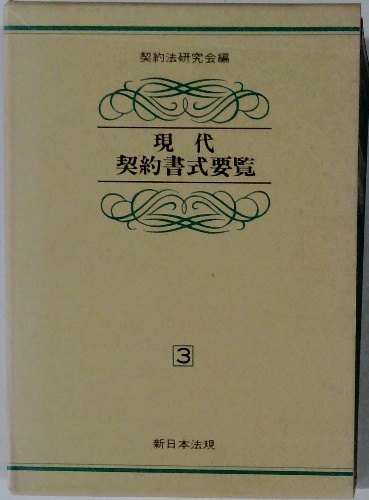 契約法研究会編
現代
契約書式要覧
3
新日本法規